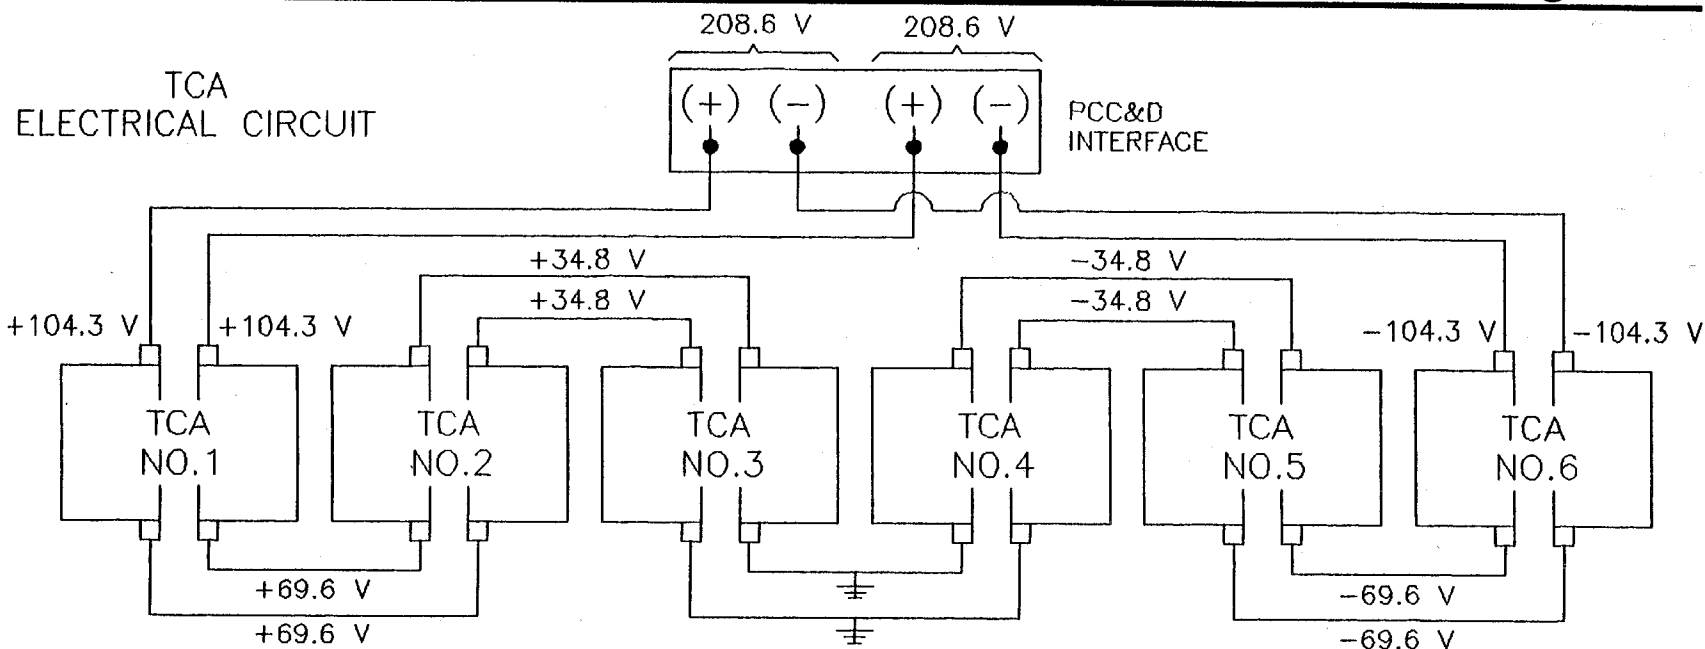 208.6 V 208.6 V
TCA
ELECTRICAL CIRCUIT
(+) (−) (+) (−)
PCC&D
INTERFACE
+34.8 V
−34.8 V
+34.8 V
−34.8 V
+104.3 V
+104.3 V
−104.3 V
−104.3 V
TCA
NO.1
TCA
NO.2
TCA
NO.3
TCA
NO.4
TCA
NO.5
TCA
NO.6
+69.6 V
−69.6 V
+69.6 V
−69.6 V